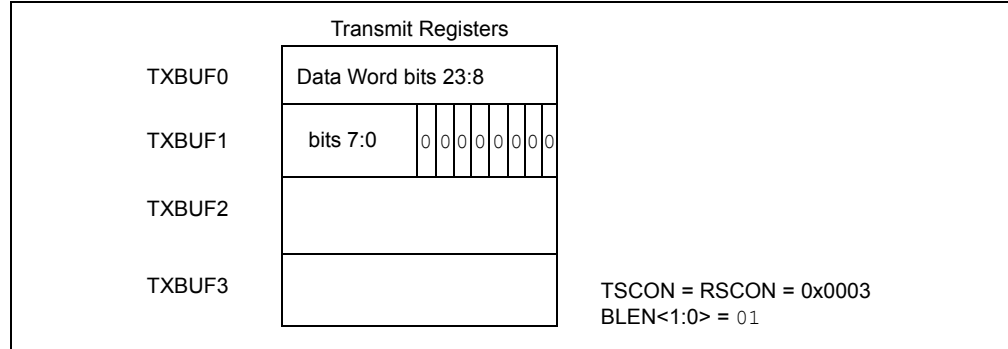 Transmit Registers
TXBUF0 Data Word bits 23:8
TXBUF1 bits 7:0 0 0 0 0 0 0 0 0
TXBUF2
TXBUF3
TSCON = RSCON = 0x0003
BLEN<1:0> = 01